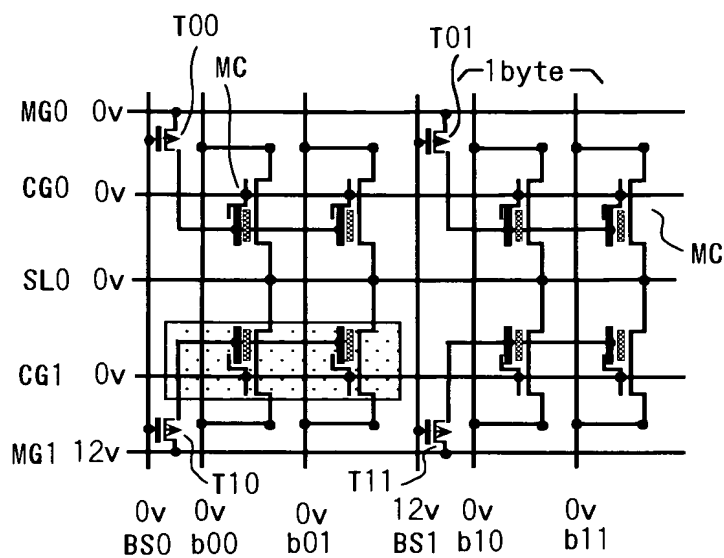 T00
T01
MC
1byte
MG0 0v
CG0 0v
MC
SL0 0v
CG1 0v
MG1 12v
T10
T11
0v 0v 0v 12v 0v 0v
BS0 b00 b01 BS1 b10 b11